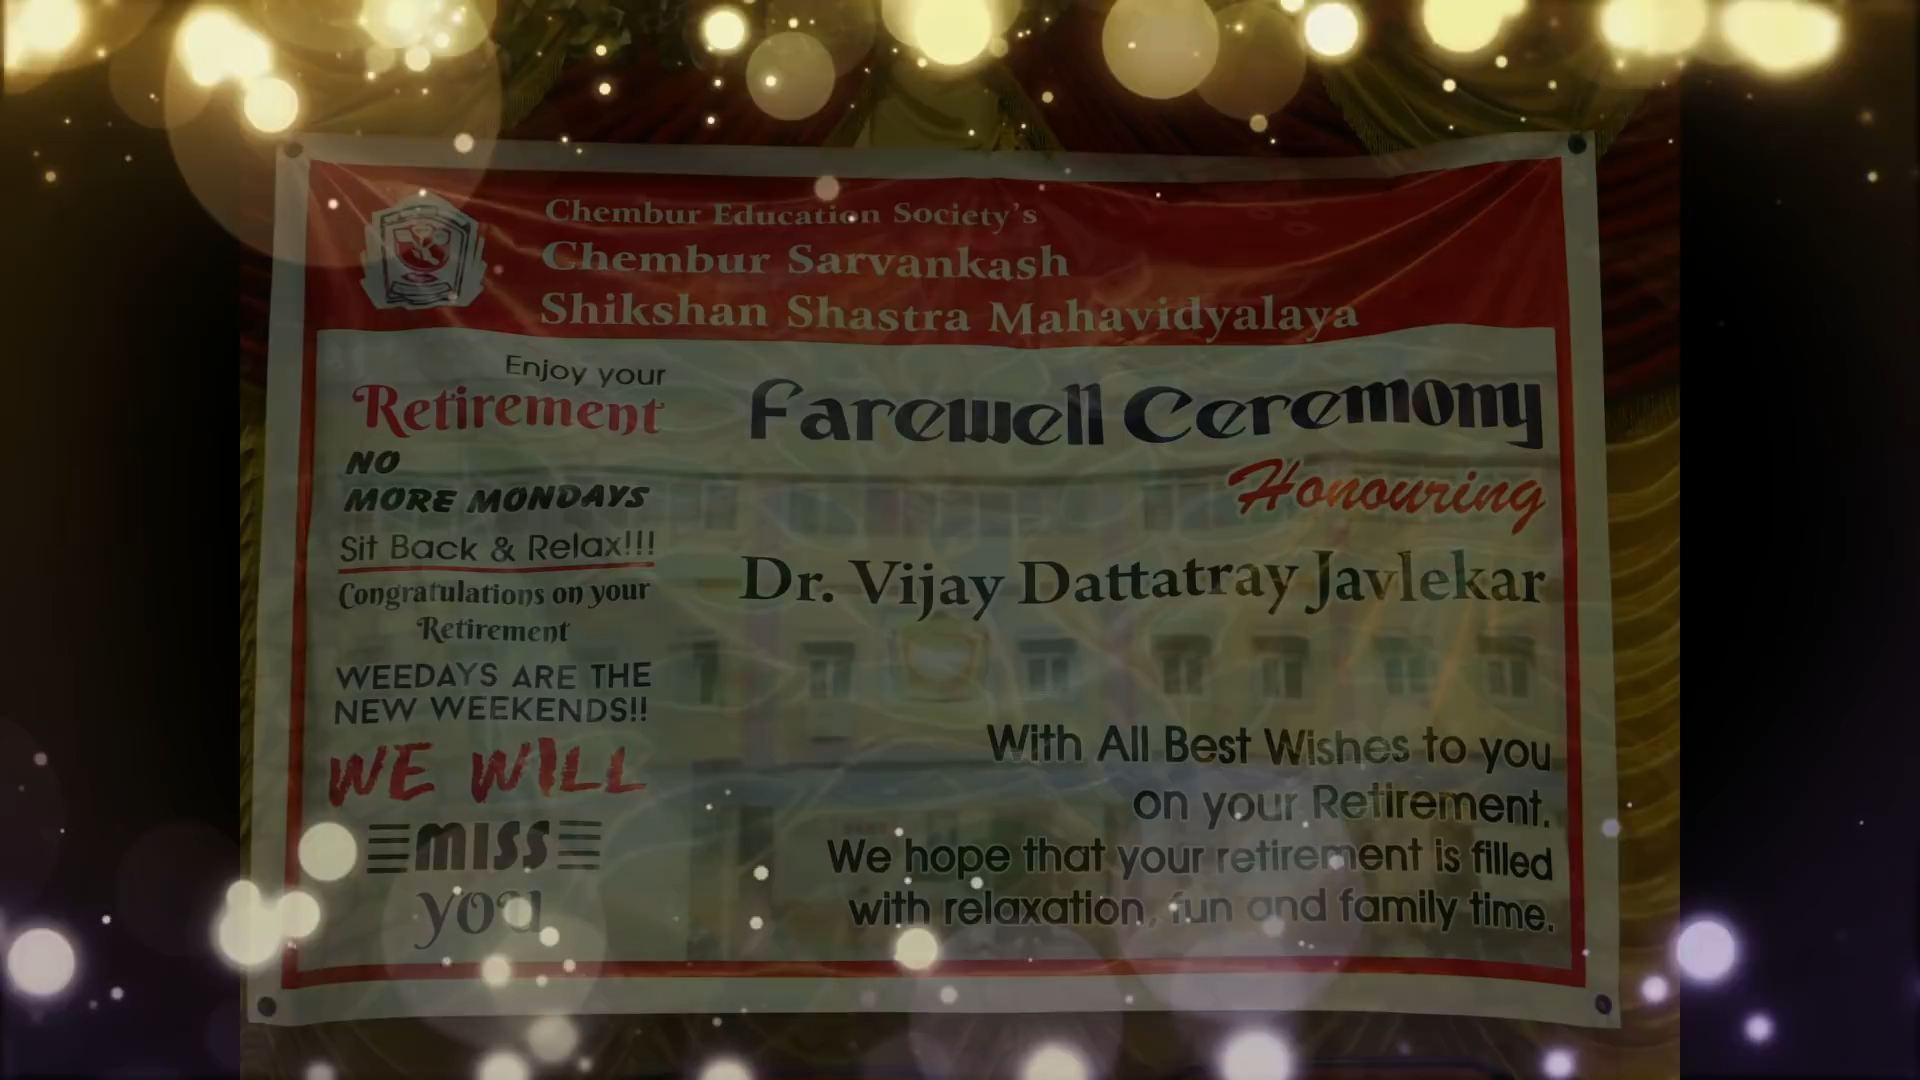 Chembur Education Society's
Chembur Sarvankash
Shikshan Shastra Mahavidyalaya
Enjoy your
Retirement
NO
MORE MONDAYS
Sit Back & Relax!!!
Congratulations on your
Retirement
WEEDAYS ARE THE
NEW WEEKENDS!!
WE WILL
MISS
you
Farewell Ceremony
Honouring
Dr. Vijay Dattatray Javlekar
With All Best Wishes to you
on your Retirement.
We hope that your retirement is filled
with relaxation, fun and family time.